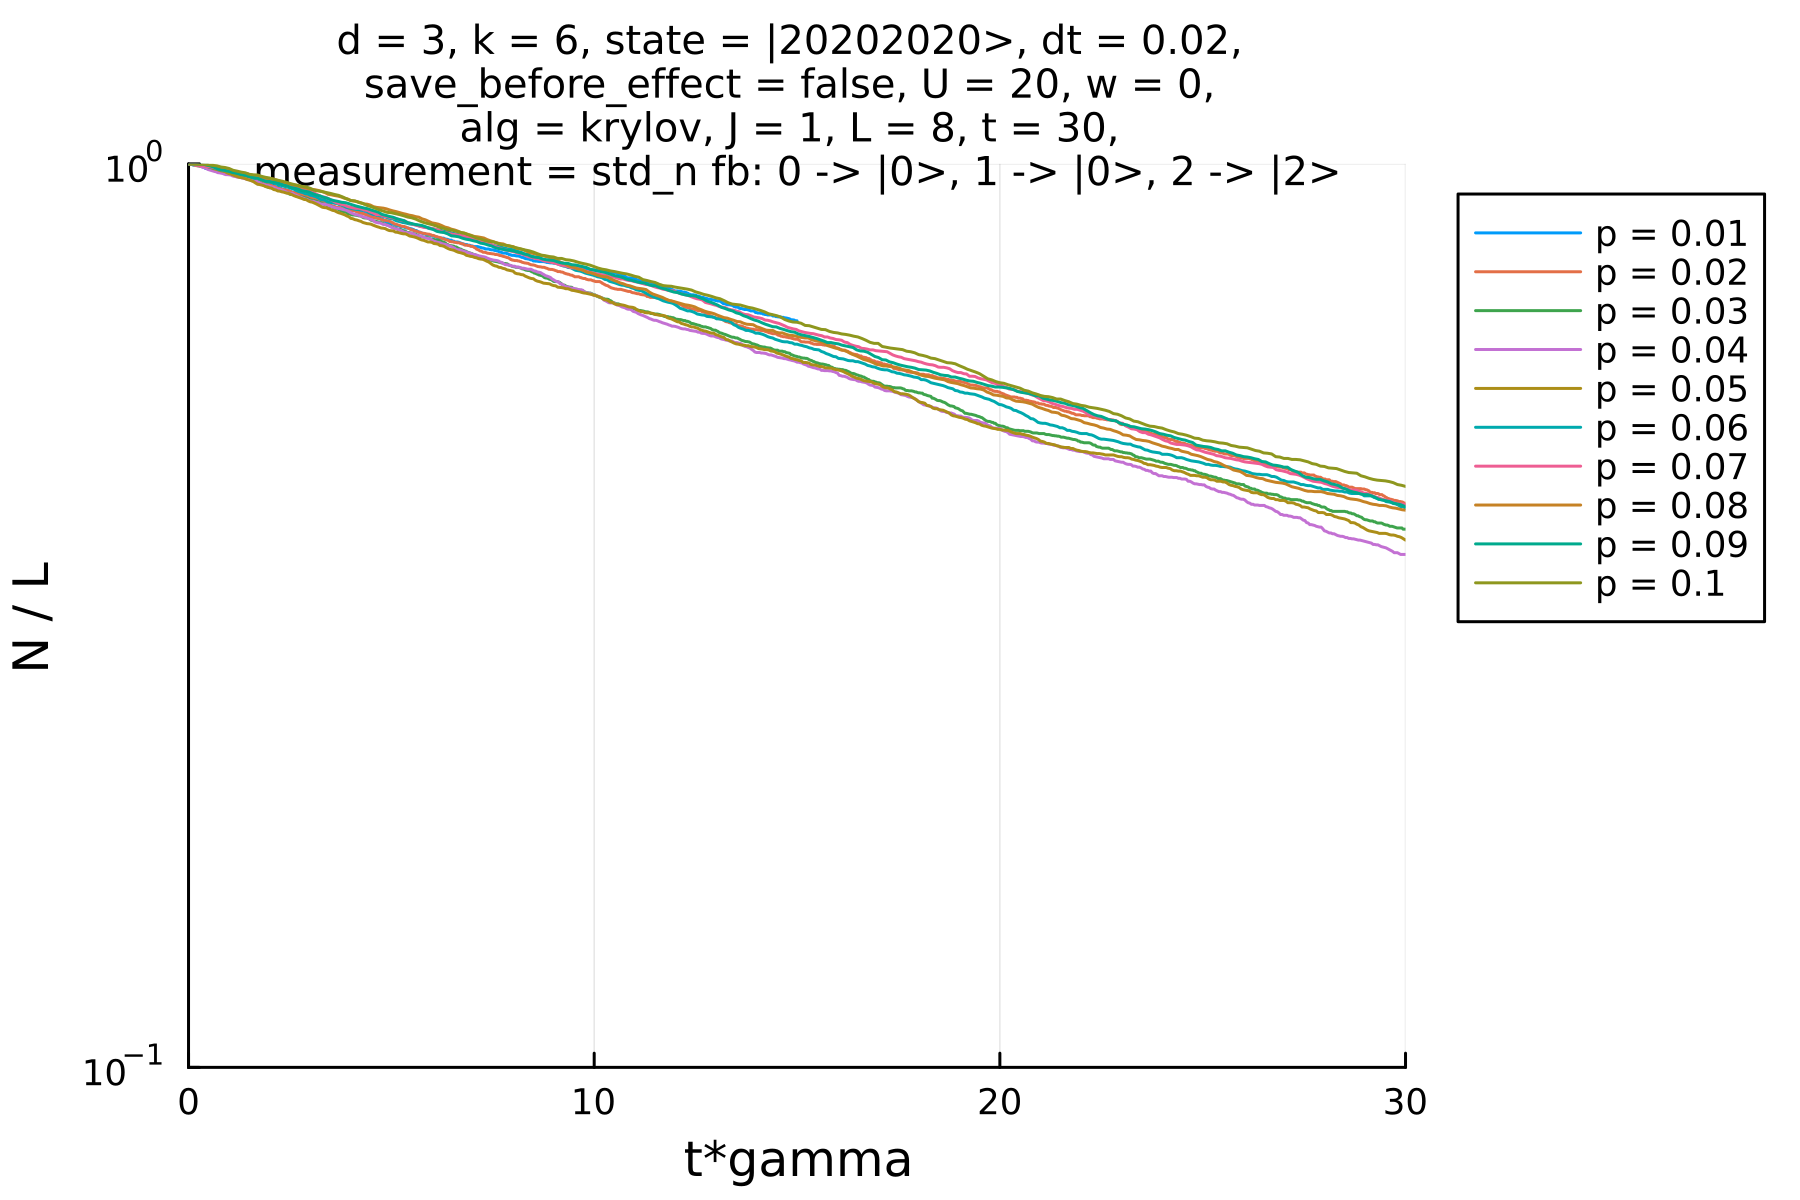 d = 3, k = 6, state = |20202020>, dt = 0.02,
save_before_effect = false, U = 20, w = 0,
alg = krylov, J = 1, L = 8, t = 30,
measurement = std_n fb: 0 -> |0>, 1 -> |0>, 2 -> |2>
10⁰
10⁻¹
N / L
0
10
20
30
t*gamma
p = 0.01
p = 0.02
p = 0.03
p = 0.04
p = 0.05
p = 0.06
p = 0.07
p = 0.08
p = 0.09
p = 0.1